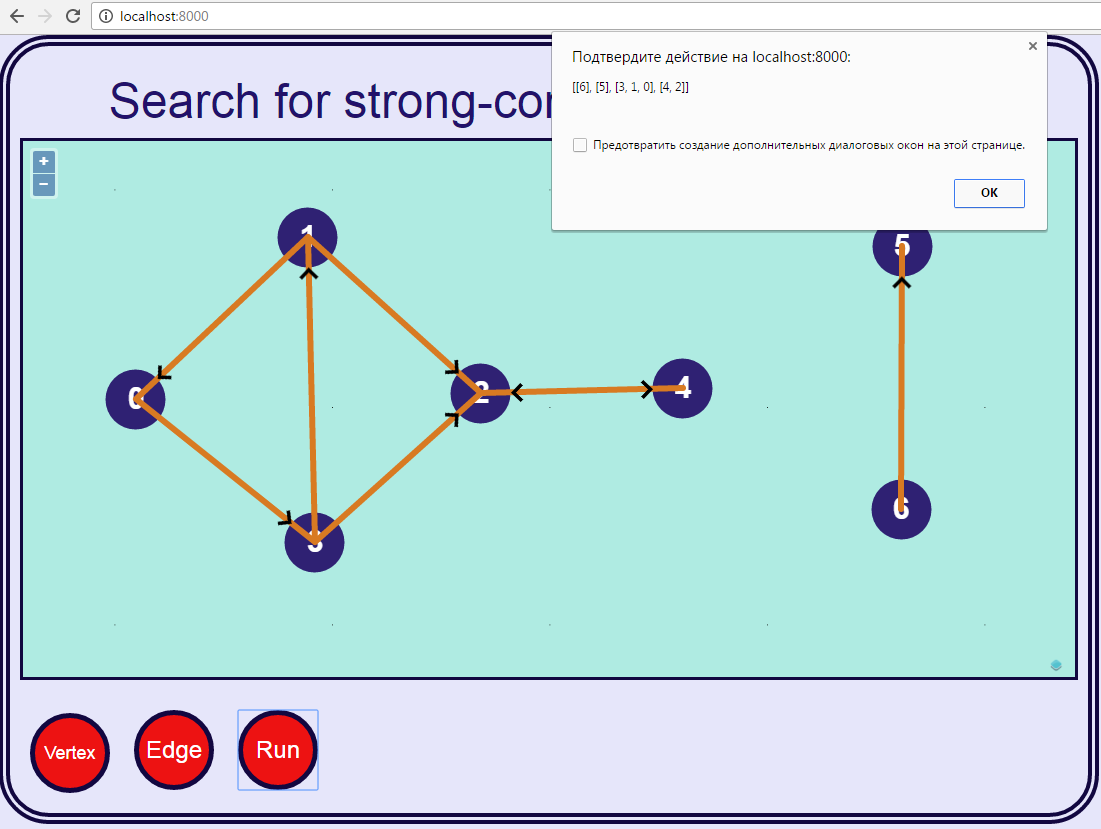 localhost:8000
Подтвердите действие на localhost:8000:
[[6], [5], [3, 1, 0], [4, 2]]
Предотвратить создание дополнительных диалоговых окон на этой странице.
OK
Search for strong-cor
+
−
1
5
0
2
4
3
6
Vertex
Edge
Run